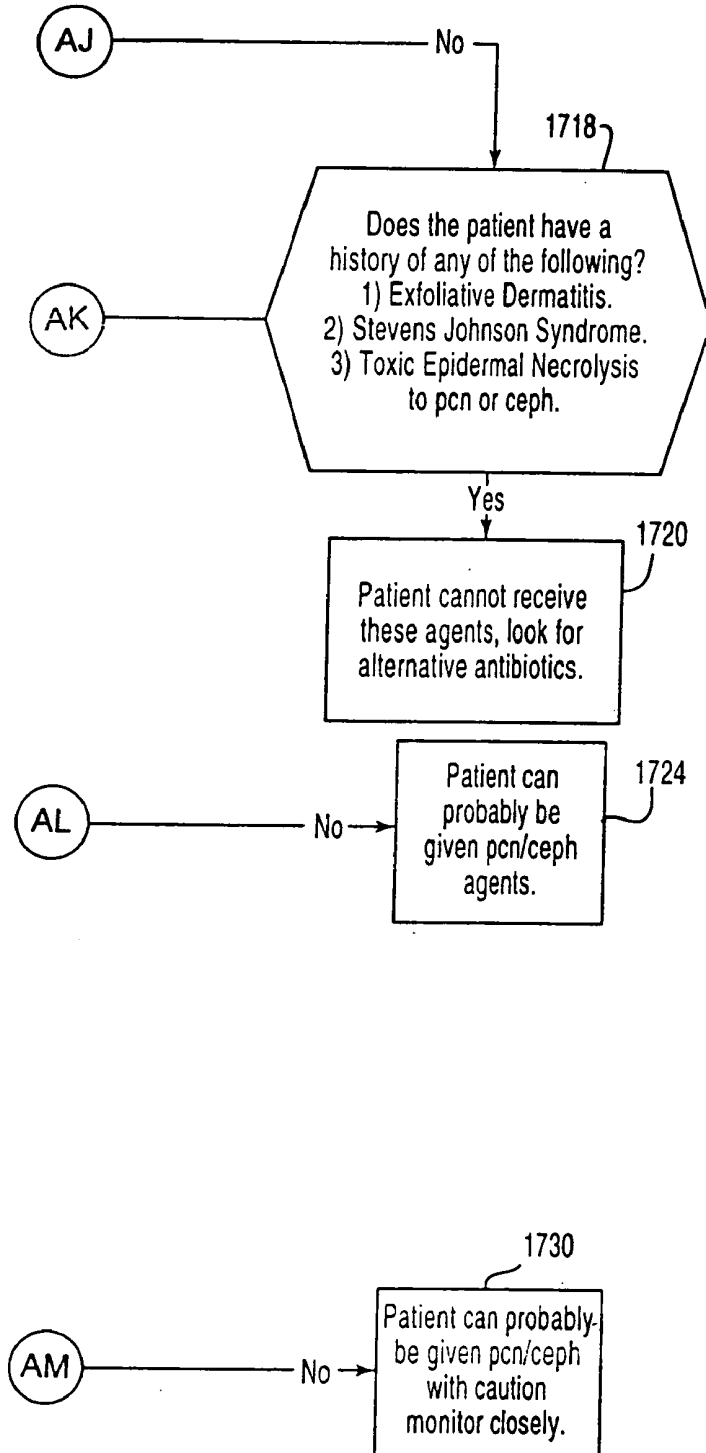 AJ
No
1718
Does the patient have a
history of any of the following?
1) Exfoliative Dermatitis.
AK
2) Stevens Johnson Syndrome.
3) Toxic Epidermal Necrolysis
to pcn or ceph.
Yes
1720
Patient cannot receive
these agents, look for
alternative antibiotics.
Patient can
probably be
given pcn/ceph
agents.
1724
AL
No
1730
Patient can probably
be given pcn/ceph
with caution
monitor closely.
AM
No